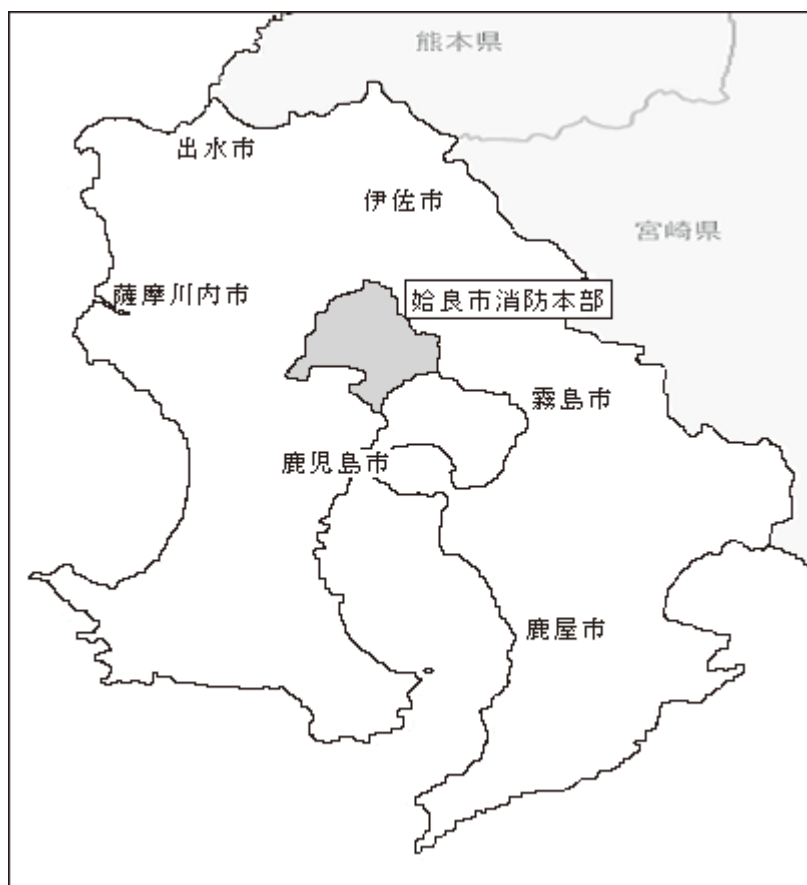 熊本県
出水市
伊佐市
宮崎県
薩摩川内市
姶良市消防本部
霧島市
鹿児島市
鹿屋市